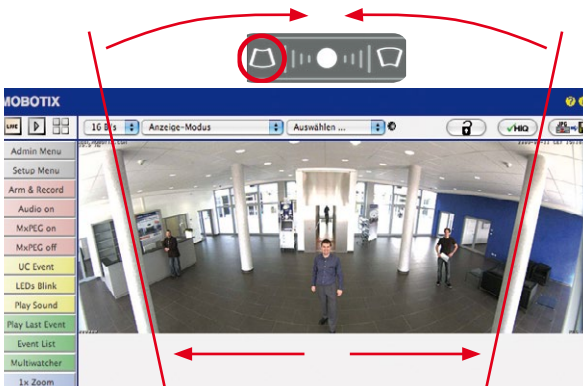 MOBOTIX
LIVE
16 B/s
Anzeige-Modus
Auswählen ...
HIQ
Admin Menu
Setup Menu
Arm & Record
Audio on
MxPEG on
MxPEG off
UC Event
LEDs Blink
Play Sound
Play Last Event
Event List
Multiwatcher
1x Zoom